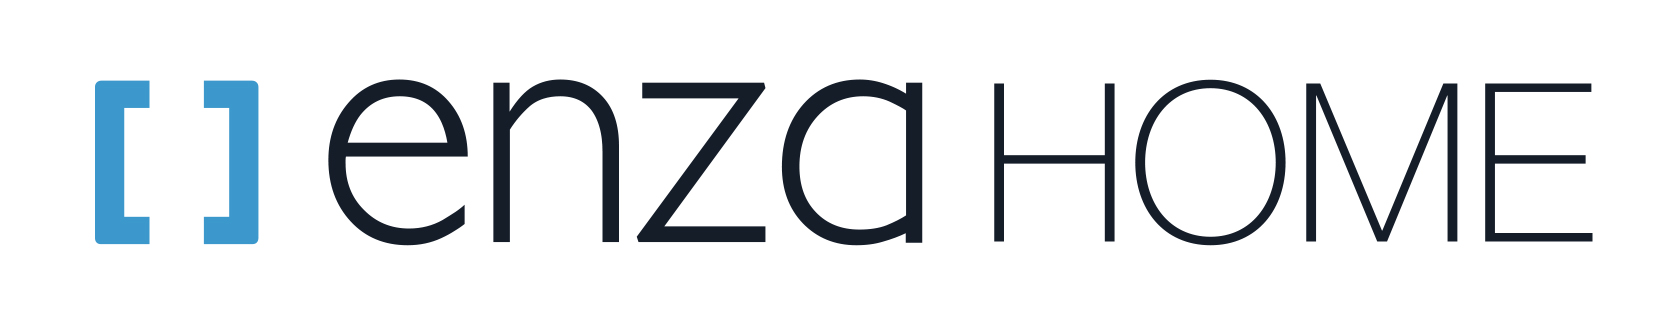 [ ] enza HOME